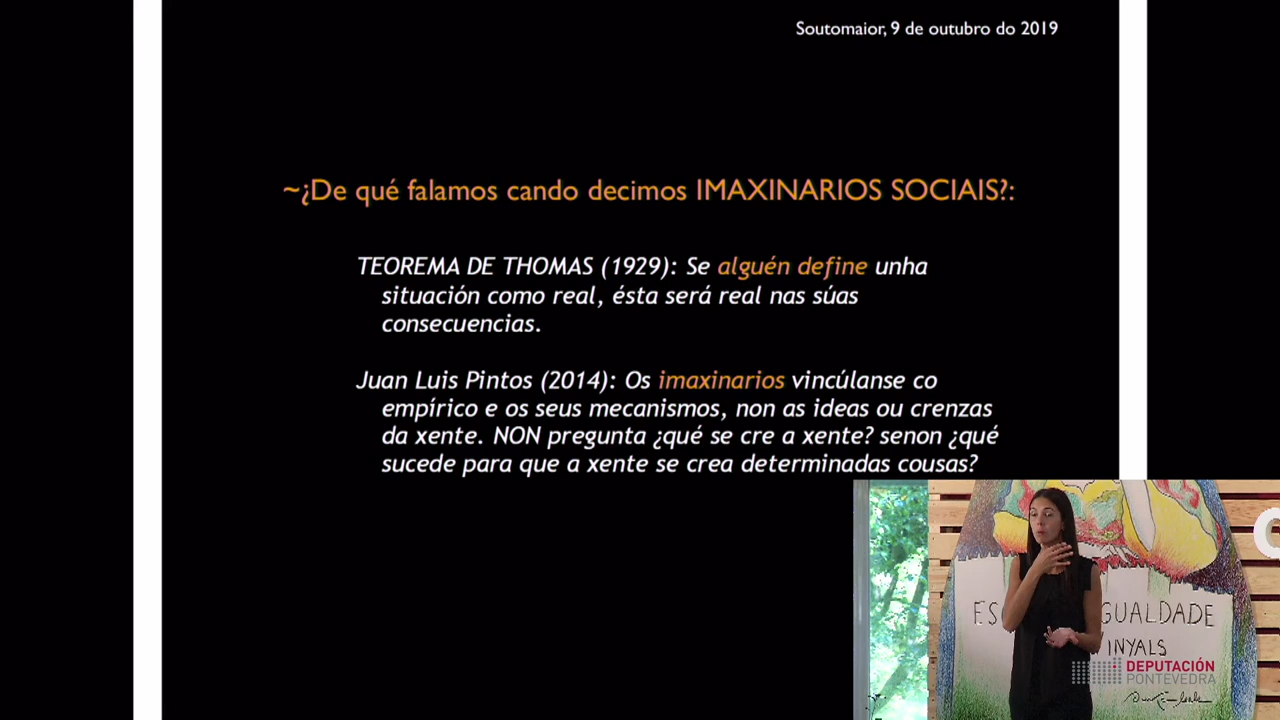 Soutomaior, 9 de outubro do 2019
~¿De qué falamos cando decimos IMAXINARIOS SOCIAIS?:
TEOREMA DE THOMAS (1929): Se alguén define unha
situación como real, ésta será real nas súas
consecuencias.
Juan Luis Pintos (2014): Os imaxinarios vincúlanse co
empírico e os seus mecanismos, non as ideas ou crenzas
da xente. NON pregunta ¿qué se cre a xente? senon ¿qué
sucede para que a xente se crea determinadas cousas?
ES GUALDADE
INYALS
DEPUTACIÓN
PONTEVEDRA